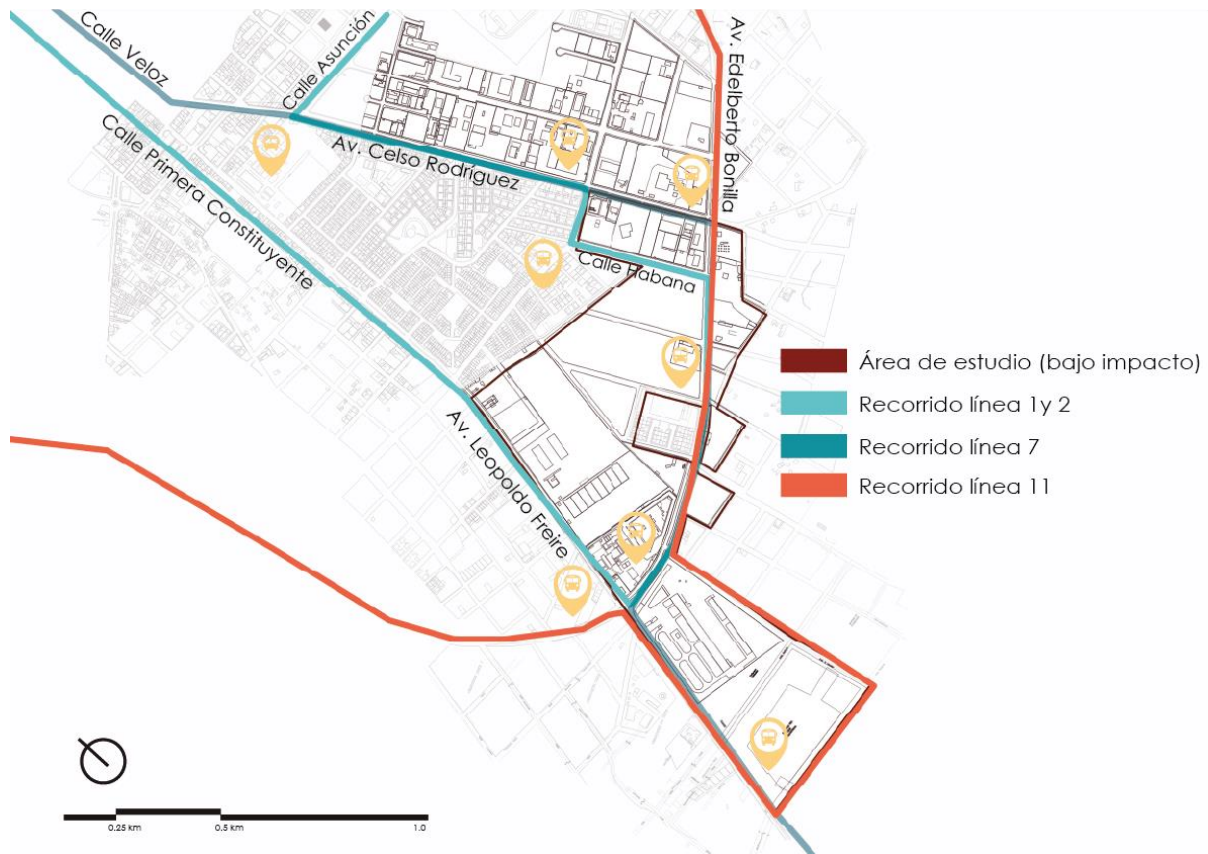 Calle Veloz
Calle Asunción
Av. Edelberto Bonilla
Calle Primera Constituyente
Av. Celso Rodríguez
Calle Habana
Av. Leopoldo Freire
Área de estudio (bajo impacto)
Recorrido línea 1y 2
Recorrido línea 7
Recorrido línea 11
0.25 km
0.5 km
1.0